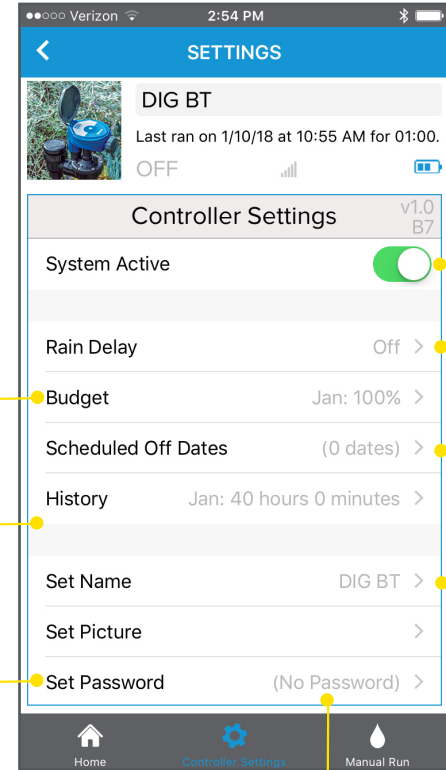 Verizon 2:54 PM
SETTINGS
DIG BT
Last ran on 1/10/18 at 10:55 AM for 01:00.
OFF
Controller Settings v1.0
B7
System Active
Rain Delay Off
Budget Jan: 100%
Scheduled Off Dates (0 dates)
History Jan: 40 hours 0 minutes
Set Name DIG BT
Set Picture
Set Password (No Password)
Home Controller Settings Manual Run